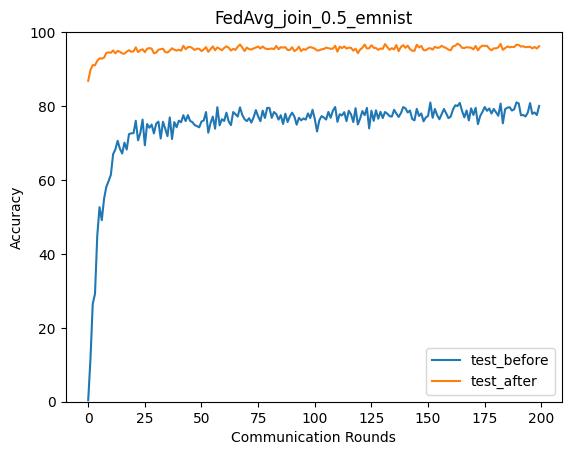 FedAvg_join_0.5_emnist
100
80
60
40
20
0
Accuracy
0 25 50 75 100 125 150 175 200
Communication Rounds
test_before
test_after